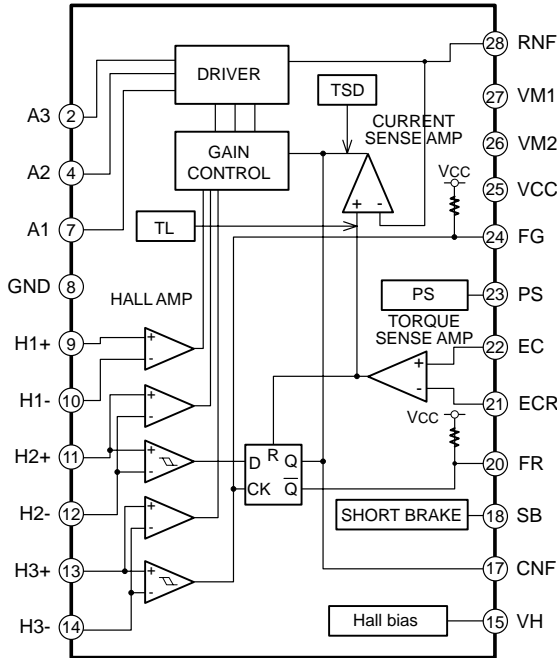 DRIVER
TSD
CURRENT
SENSE AMP
GAIN
CONTROL
VCC
+ -
TL
HALL AMP
PS
TORQUE
SENSE AMP
+
-
+
-
+
-
VCC
+
-
D R Q
CK Q
SHORT BRAKE
+
-
+
-
Hall bias
A3 2
A2 4
A1 7
GND 8
H1+ 9
H1- 10
H2+ 11
H2- 12
H3+ 13
H3- 14
28 RNF
27 VM1
26 VM2
25 VCC
24 FG
23 PS
22 EC
21 ECR
20 FR
18 SB
17 CNF
15 VH